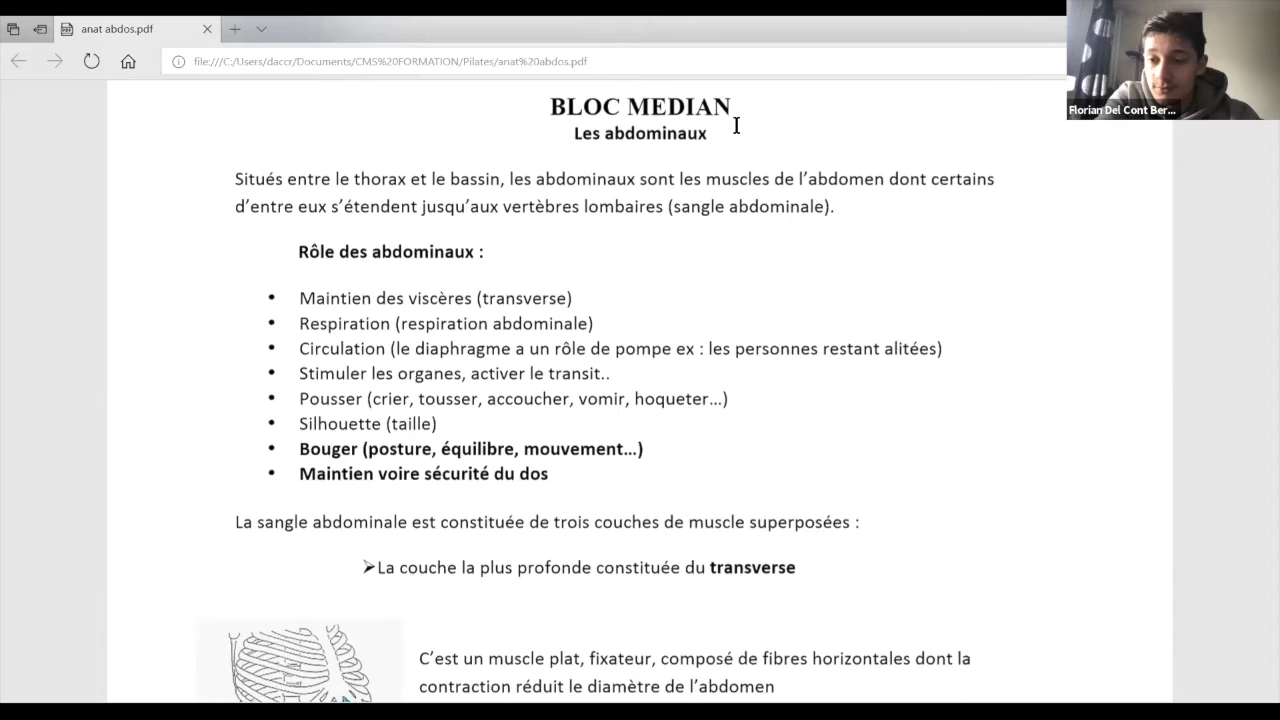 anat abdos.pdf
file:///C:/Users/daccr/Documents/CMS%20FORMATION/Pilates/anat%20abdos.pdf
Florian Del Cont Ber...
BLOC MEDIAN
Les abdominaux
Situés entre le thorax et le bassin, les abdominaux sont les muscles de l’abdomen dont certains
d’entre eux s’étendent jusqu’aux vertèbres lombaires (sangle abdominale).
Rôle des abdominaux :
• Maintien des viscères (transverse)
• Respiration (respiration abdominale)
• Circulation (le diaphragme a un rôle de pompe ex : les personnes restant alitées)
• Stimuler les organes, activer le transit..
• Pousser (crier, tousser, accoucher, vomir, hoqueter…)
• Silhouette (taille)
• Bouger (posture, équilibre, mouvement…)
• Maintien voire sécurité du dos
La sangle abdominale est constituée de trois couches de muscle superposées :
➢La couche la plus profonde constituée du transverse
C’est un muscle plat, fixateur, composé de fibres horizontales dont la
contraction réduit le diamètre de l’abdomen